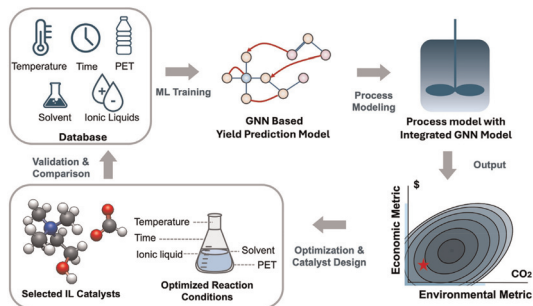 Temperature
Time
PET
Solvent
Ionic Liquids
Database
ML Training
GNN Based
Yield Prediction Model
Process
Modeling
Process model with
Integrated GNN Model
Output
$
Economic Metric
CO₂
Environmental Metric
Optimization &
Catalyst Design
Temperature
Time
Ionic liquid
Solvent
PET
Optimized Reaction
Conditions
Selected IL Catalysts
Validation &
Comparison